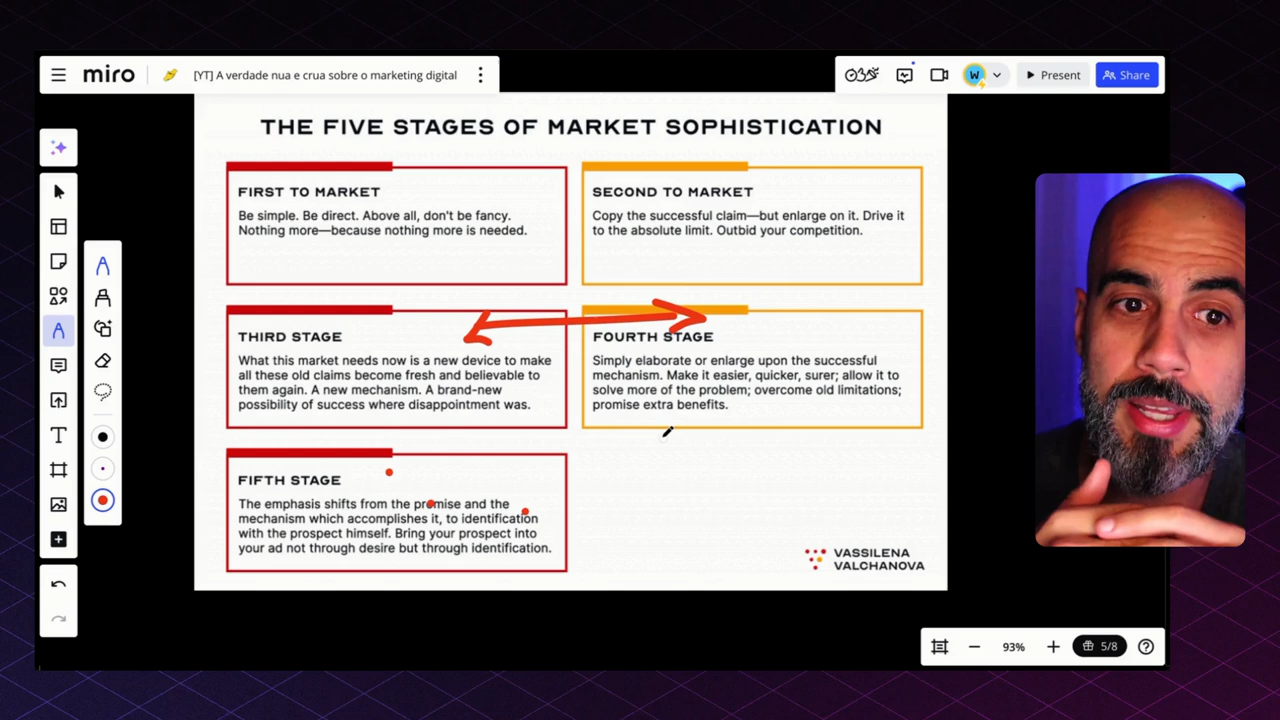 miro
[YT] A verdade nua e crua sobre o marketing digital
W
Present
Share
THE FIVE STAGES OF MARKET SOPHISTICATION
FIRST TO MARKET
Be simple. Be direct. Above all, don't be fancy.
Nothing more—because nothing more is needed.
SECOND TO MARKET
Copy the successful claim—but enlarge on it. Drive it
to the absolute limit. Outbid your competition.
THIRD STAGE
What this market needs now is a new device to make
all these old claims become fresh and believable to
them again. A new mechanism. A brand-new
possibility of success where disappointment was.
FOURTH STAGE
Simply elaborate or enlarge upon the successful
mechanism. Make it easier, quicker, surer; allow it to
solve more of the problem; overcome old limitations;
promise extra benefits.
FIFTH STAGE
The emphasis shifts from the promise and the
mechanism which accomplishes it, to identification
with the prospect himself. Bring your prospect into
your ad not through desire but through identification.
VASSILENA
VALCHANOVA
93%
5/8